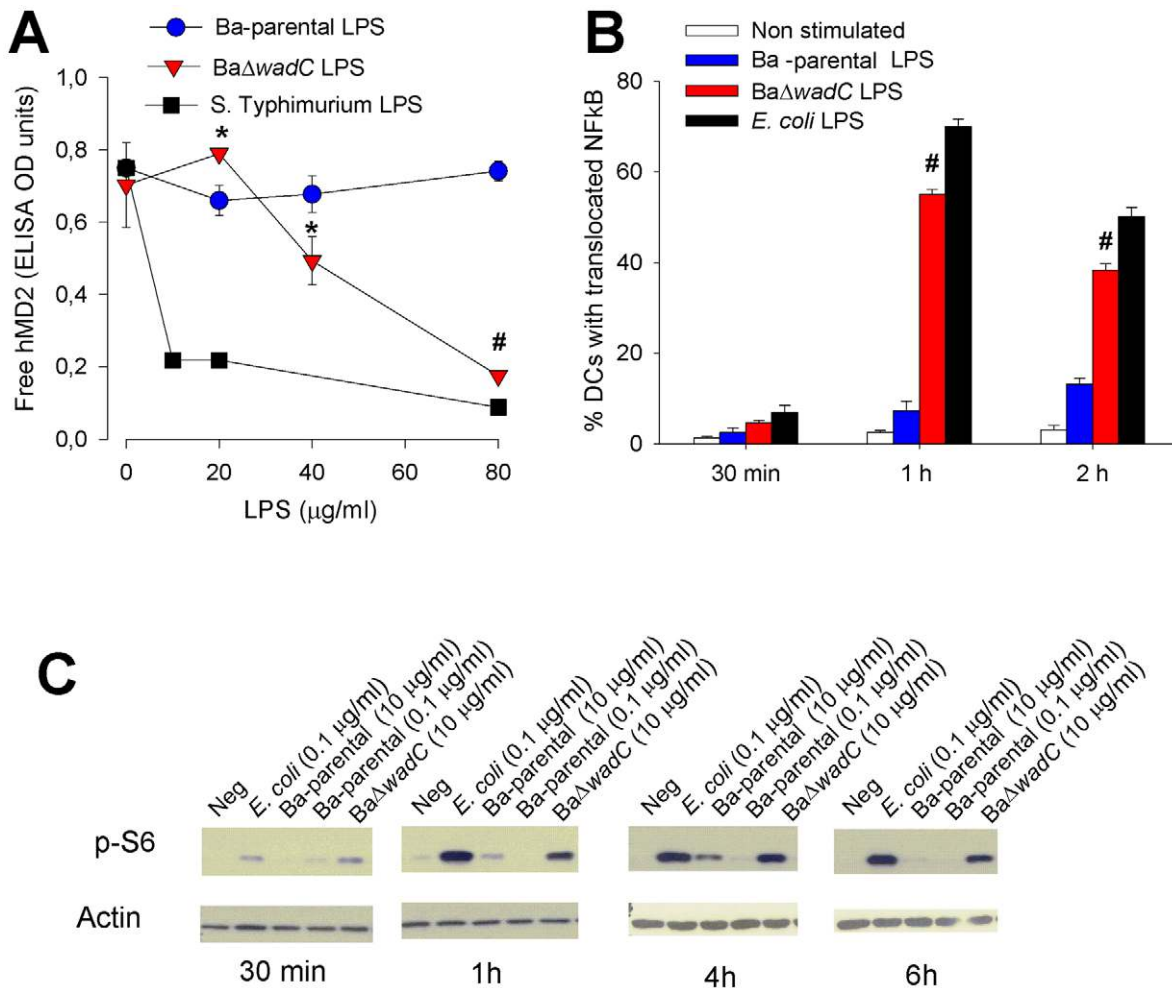 A
Ba-parental LPS
BaΔwadC LPS
S. Typhimurium LPS
1,0
0,8
0,6
0,4
0,2
0,0
Free hMD2 (ELISA OD units)
*
*
#
0
20
40
60
80
LPS (μg/ml)
B
Non stimulated
Ba -parental LPS
BaΔwadC LPS
E. coli LPS
80
60
40
20
0
% DCs with translocated NFkB
#
#
30 min
1 h
2 h
C
Neg
E. coli (0.1 μg/ml)
Ba-parental (10 μg/ml)
Ba-parental (0.1 μg/ml)
BaΔwadC (10 μg/ml)
Neg
E. coli (0.1 μg/ml)
Ba-parental (10 μg/ml)
Ba-parental (0.1 μg/ml)
BaΔwadC (10 μg/ml)
Neg
E. coli (0.1 μg/ml)
Ba-parental (10 μg/ml)
Ba-parental (0.1 μg/ml)
BaΔwadC (10 μg/ml)
Neg
E. coli (0.1 μg/ml)
Ba-parental (10 μg/ml)
Ba-parental (0.1 μg/ml)
BaΔwadC (10 μg/ml)
p-S6
Actin
30 min
1h
4h
6h